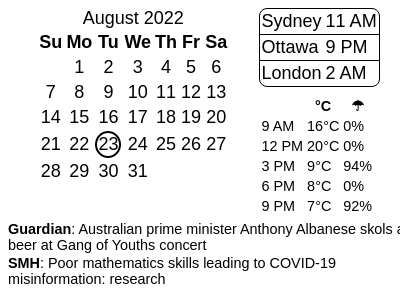 August 2022
Su Mo Tu We Th Fr Sa
1 2 3 4 5 6
7 8 9 10 11 12 13
14 15 16 17 18 19 20
21 22 23 24 25 26 27
28 29 30 31
Sydney 11 AM
Ottawa 9 PM
London 2 AM
°C ☂
9 AM 16°C 0%
12 PM 20°C 0%
3 PM 9°C 94%
6 PM 8°C 0%
9 PM 7°C 92%
Guardian: Australian prime minister Anthony Albanese skols a
beer at Gang of Youths concert
SMH: Poor mathematics skills leading to COVID-19
misinformation: research